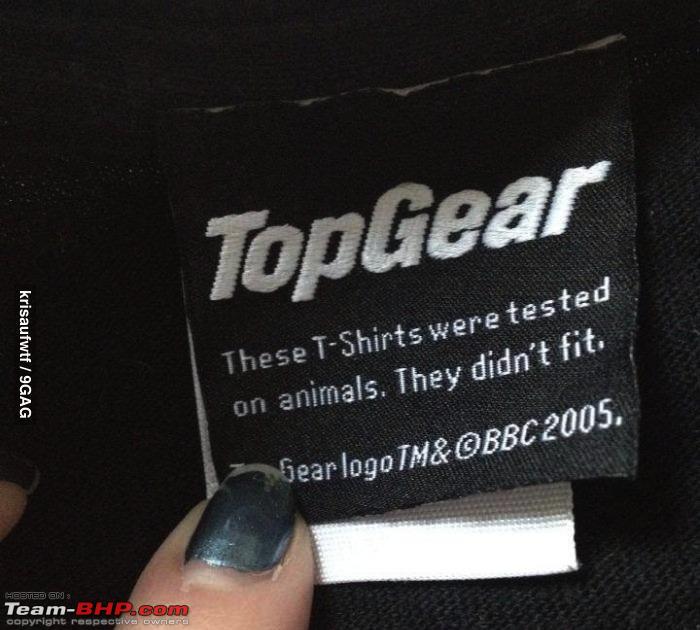 TopGear
These T-Shirts were tested
on animals. They didn't fit.
Gear logo TM & © BBC 2005.
krisaufwtf / 9GAG
HOSTED ON :
Team-BHP.com
copyright respective owners